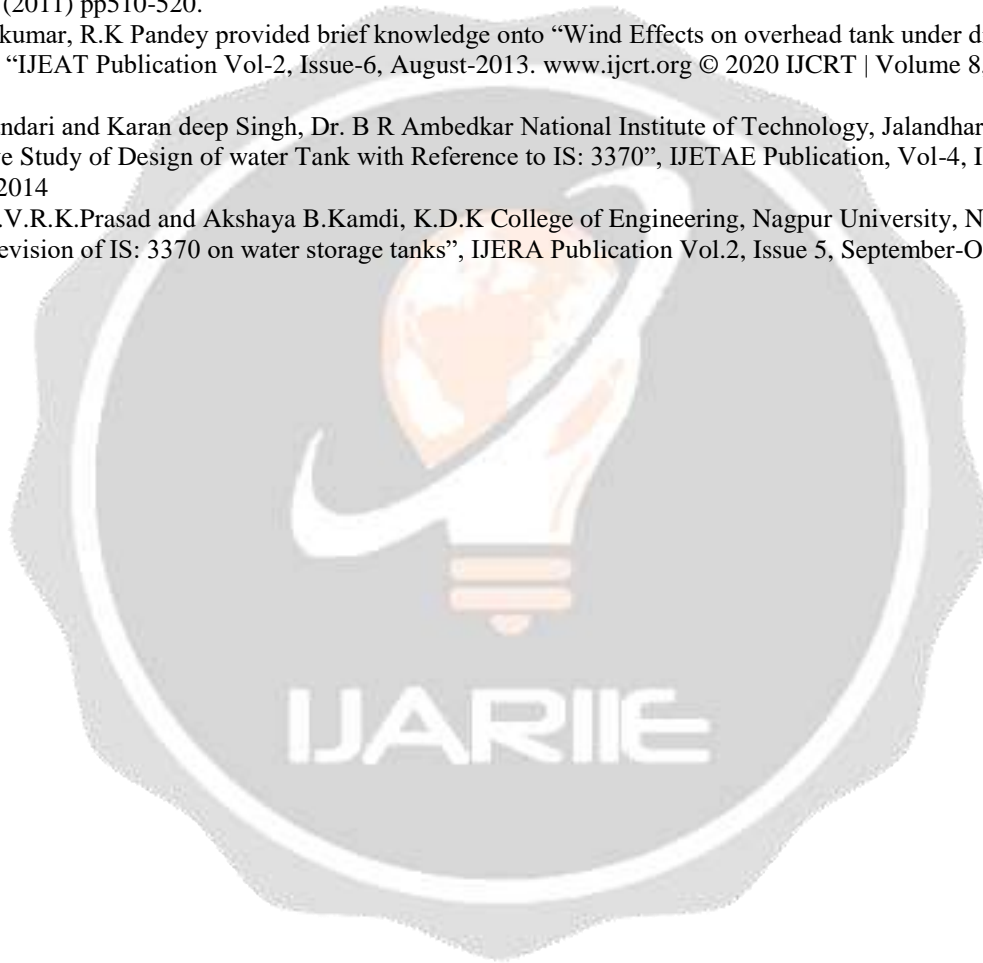 (2011) pp510-520.
kumar, R.K Pandey provided brief knowledge onto “Wind Effects on overhead tank under d
“IJEAT Publication Vol-2, Issue-6, August-2013. www.ijcrt.org © 2020 IJCRT | Volume 8
ndari and Karan deep Singh, Dr. B R Ambedkar National Institute of Technology, Jalandhar
e Study of Design of water Tank with Reference to IS: 3370”, IJETAE Publication, Vol-4, I
2014
.V.R.K.Prasad and Akshaya B.Kamdi, K.D.K College of Engineering, Nagpur University, N
evision of IS: 3370 on water storage tanks”, IJERA Publication Vol.2, Issue 5, September-O
IJARIIE